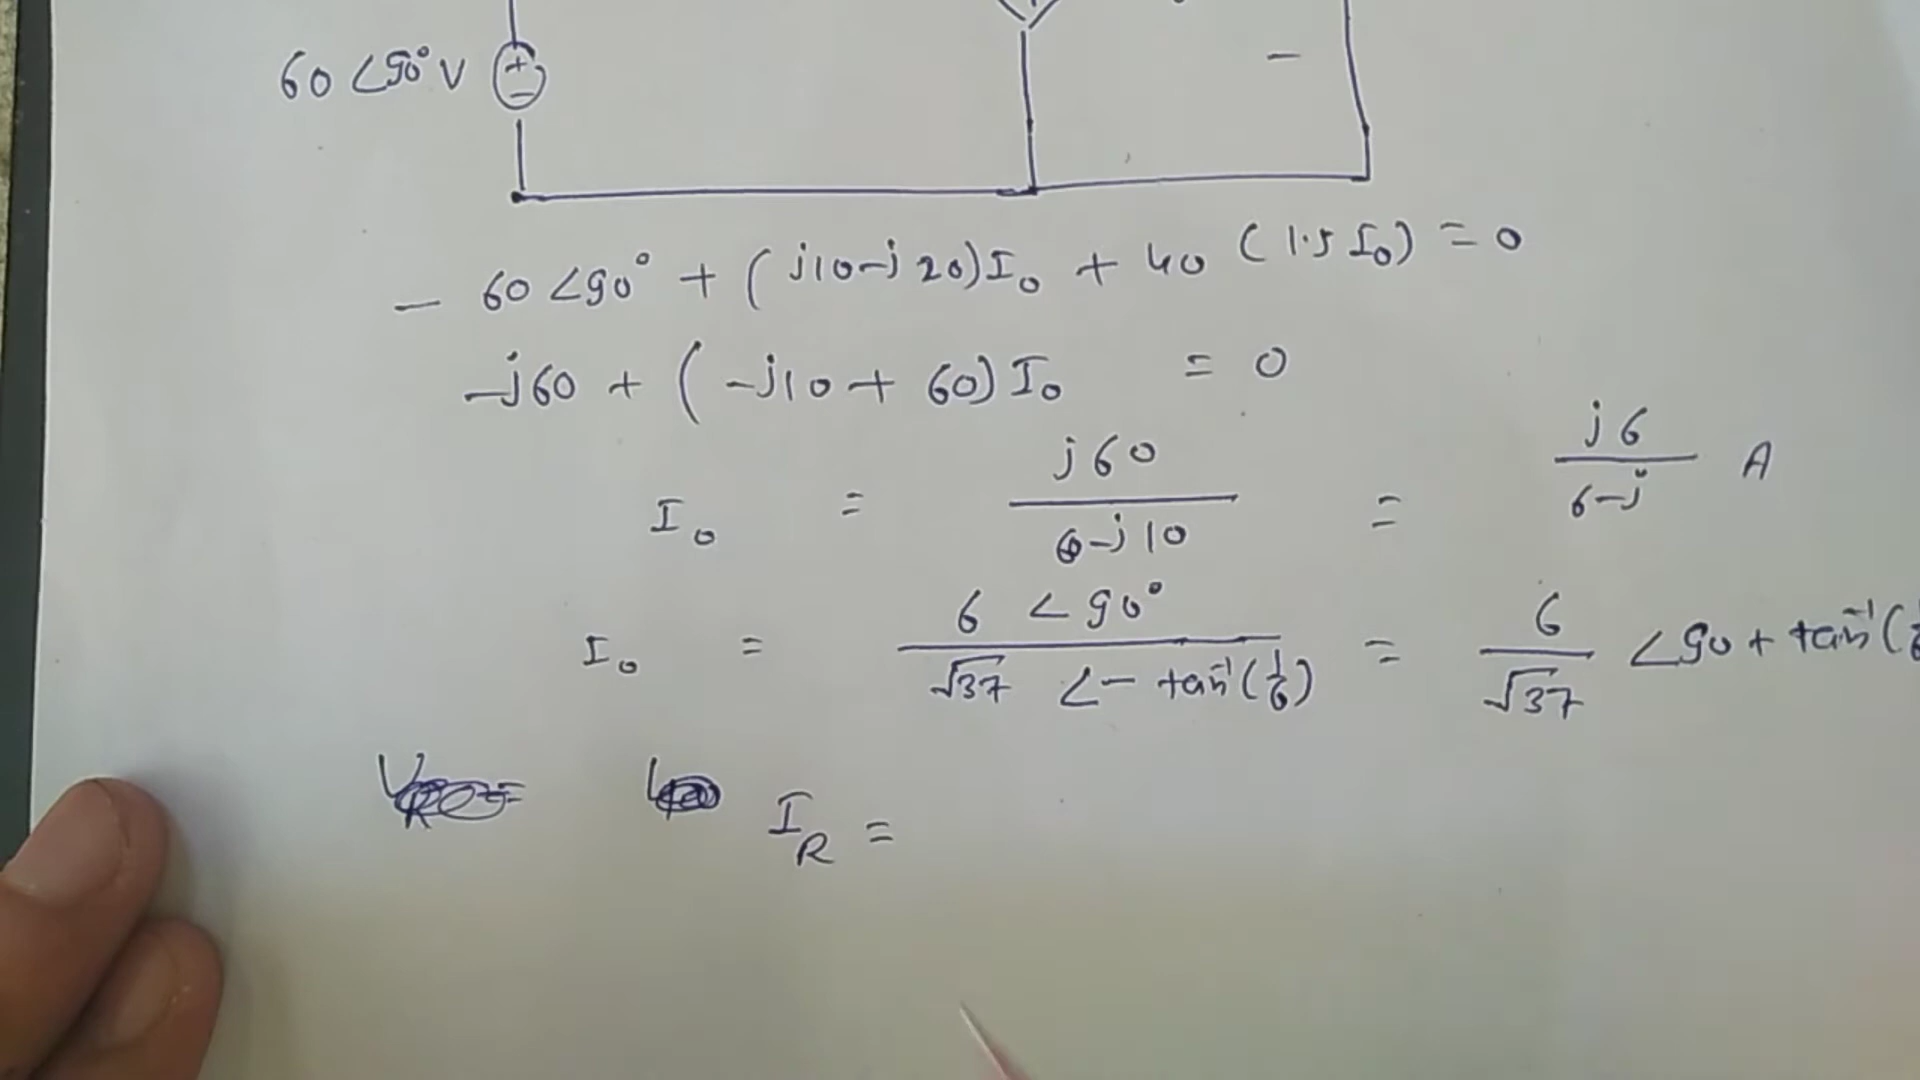 60 ∠90° V
+
−
−
− 60 ∠90° + (j10-j20)I₀ + 40 (1.5 I₀) = 0
-j60 + (-j10 + 60) I₀ = 0
I₀ = j60 / 6-j10 = j6 / 6-j A
I₀ = 6 ∠90° / √37 ∠- tan⁻¹(1/6) = 6 / √37 ∠90 + tan⁻¹(
I_R =